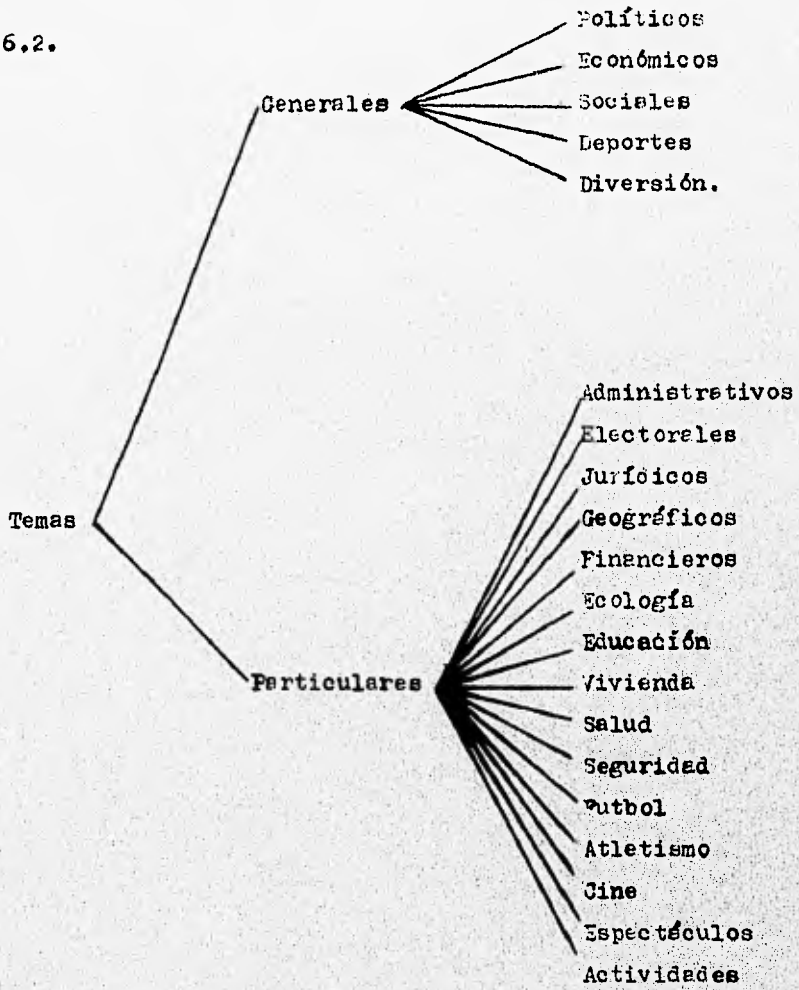 6.2.
Temas
Generales
Políticos
Económicos
Sociales
Deportes
Diversión.
Particulares
Administrativos
Electorales
Jurídicos
Geográficos
Financieros
Ecología
Educación
Vivienda
Salud
Seguridad
Futbol
Atletismo
Cine
Espectáculos
Actividades